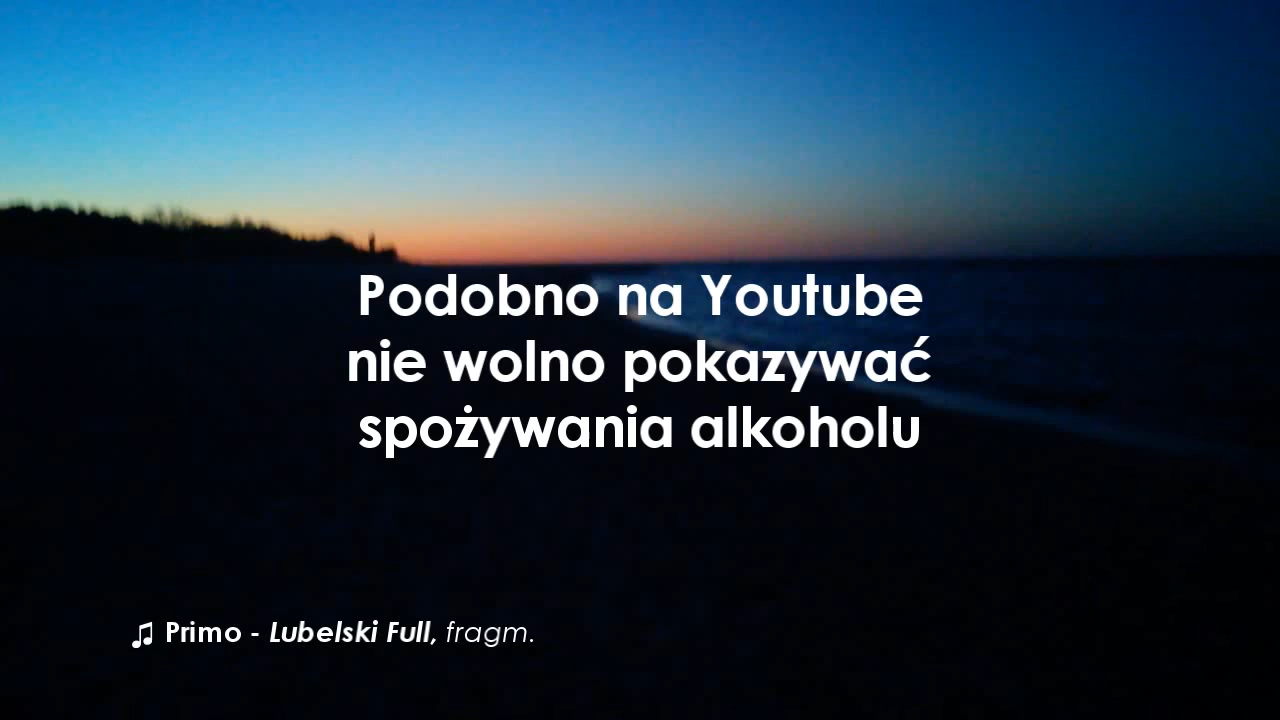 Podobno na Youtube
nie wolno pokazywać
spożywania alkoholu
♫ Primo - Lubelski Full, fragm.